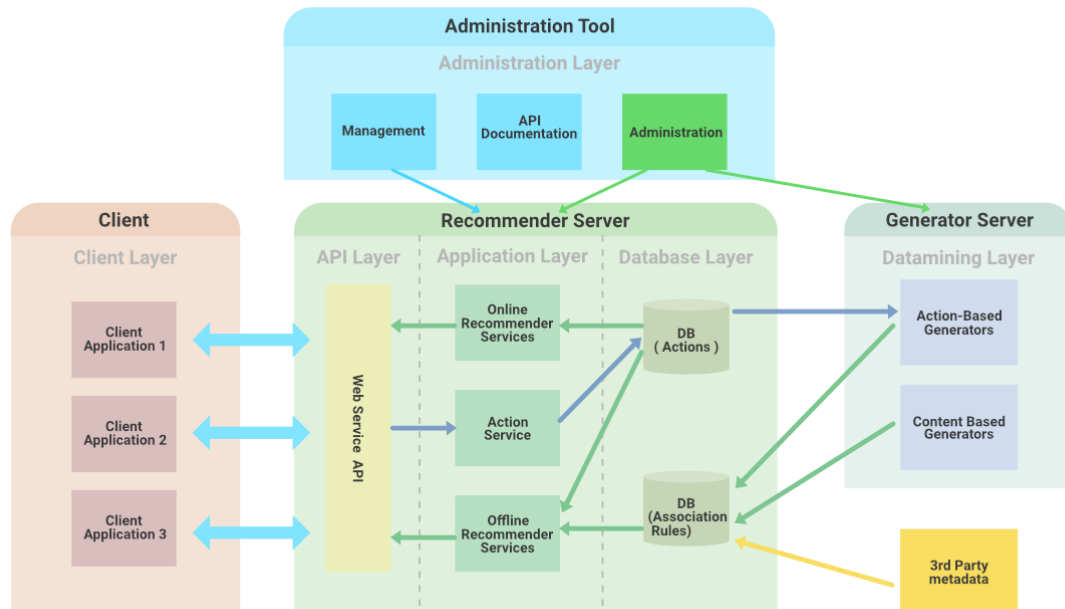 Administration Tool
Administration Layer
Management
API
Documentation
Administration
Client
Client Layer
Client
Application 1
Client
Application 2
Client
Application 3
Recommender Server
API Layer
Application Layer
Database Layer
Web Service API
Online
Recommender
Services
Action
Service
Offline
Recommender
Services
DB
( Actions )
DB
(Association
Rules)
Generator Server
Datamining Layer
Action-Based
Generators
Content Based
Generators
3rd Party
metadata